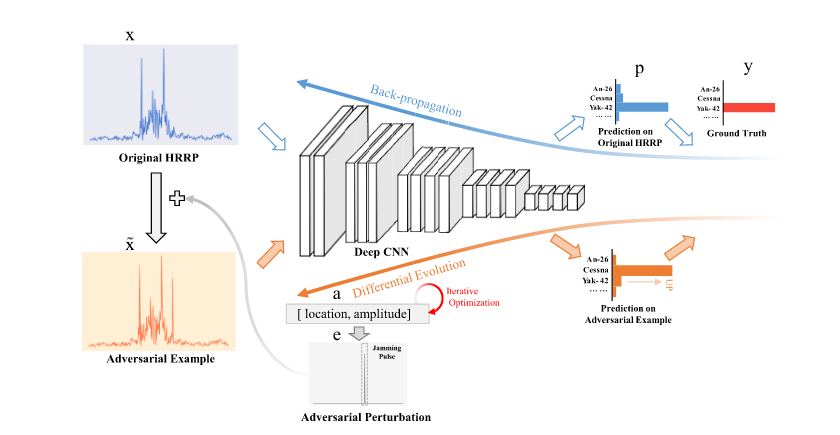 x
Original HRRP
x̃
Adversarial Example
Back-propagation
Deep CNN
Differential Evolution
a
[ location, amplitude]
Iterative
Optimization
e
Jamming
Pulse
Adversarial Perturbation
p
An-26
Cessna
Yak- 42
... ...
Prediction on
Original HRRP
y
An-26
Cessna
Yak- 42
... ...
Ground Truth
An-26
Cessna
Yak- 42
... ...
UP
Prediction on
Adversarial Example